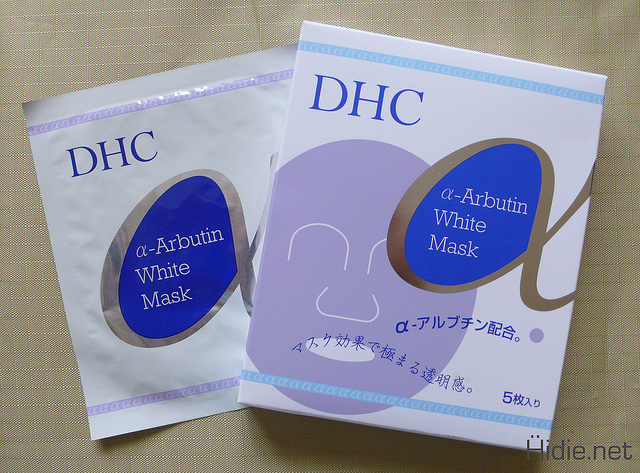 DHC
α-Arbutin
White
Mask
DHC
α-Arbutin
White
Mask
α-アルブチン配合。
マスク効果で極まる透明感。
5枚入り
Hidie.net